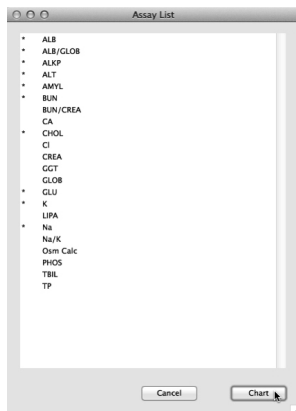 Assay List
* ALB
* ALB/GLOB
* ALKP
* ALT
* AMYL
* BUN
BUN/CREA
CA
* CHOL
Cl
CREA
GGT
GLOB
* GLU
* K
LIPA
* Na
Na/K
Osm Calc
PHOS
TBIL
TP
Cancel Chart